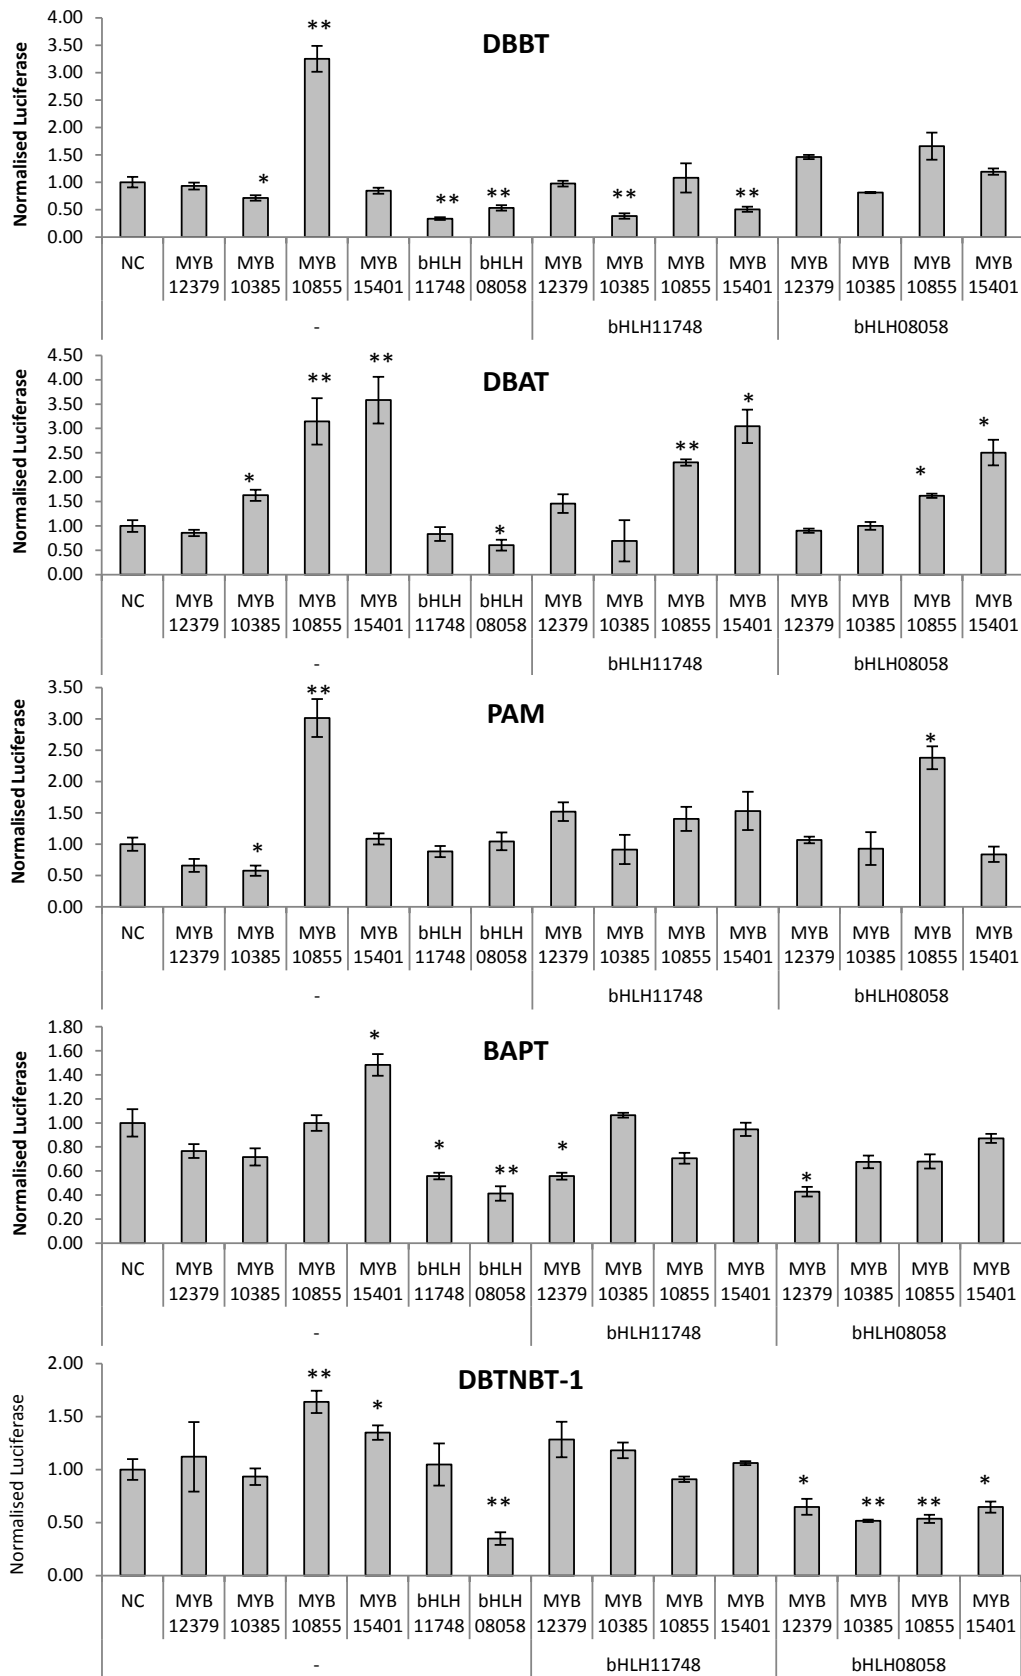 DBBT
Normalised Luciferase
4.00
3.50
3.00
2.50
2.00
1.50
1.00
0.50
0.00
* ** ** ** ** **
NC MYB MYB MYB MYB bHLH bHLH MYB MYB MYB MYB MYB MYB MYB MYB
12379 10385 10855 15401 11748 08058 12379 10385 10855 15401 12379 10385 10855 15401
- bHLH11748 bHLH08058
DBAT
Normalised Luciferase
4.50
4.00
3.50
3.00
2.50
2.00
1.50
1.00
0.50
0.00
* ** ** * ** * * *
NC MYB MYB MYB MYB bHLH bHLH MYB MYB MYB MYB MYB MYB MYB MYB
12379 10385 10855 15401 11748 08058 12379 10385 10855 15401 12379 10385 10855 15401
- bHLH11748 bHLH08058
PAM
Normalised Luciferase
3.50
3.00
2.50
2.00
1.50
1.00
0.50
0.00
* ** *
NC MYB MYB MYB MYB bHLH bHLH MYB MYB MYB MYB MYB MYB MYB MYB
12379 10385 10855 15401 11748 08058 12379 10385 10855 15401 12379 10385 10855 15401
- bHLH11748 bHLH08058
BAPT
Normalised Luciferase
1.80
1.60
1.40
1.20
1.00
0.80
0.60
0.40
0.20
0.00
* * ** * *
NC MYB MYB MYB MYB bHLH bHLH MYB MYB MYB MYB MYB MYB MYB MYB
12379 10385 10855 15401 11748 08058 12379 10385 10855 15401 12379 10385 10855 15401
- bHLH11748 bHLH08058
DBTNBT-1
Normalised Luciferase
2.00
1.50
1.00
0.50
0.00
** * ** * ** ** *
NC MYB MYB MYB MYB bHLH bHLH MYB MYB MYB MYB MYB MYB MYB MYB
12379 10385 10855 15401 11748 08058 12379 10385 10855 15401 12379 10385 10855 15401
- bHLH11748 bHLH08058